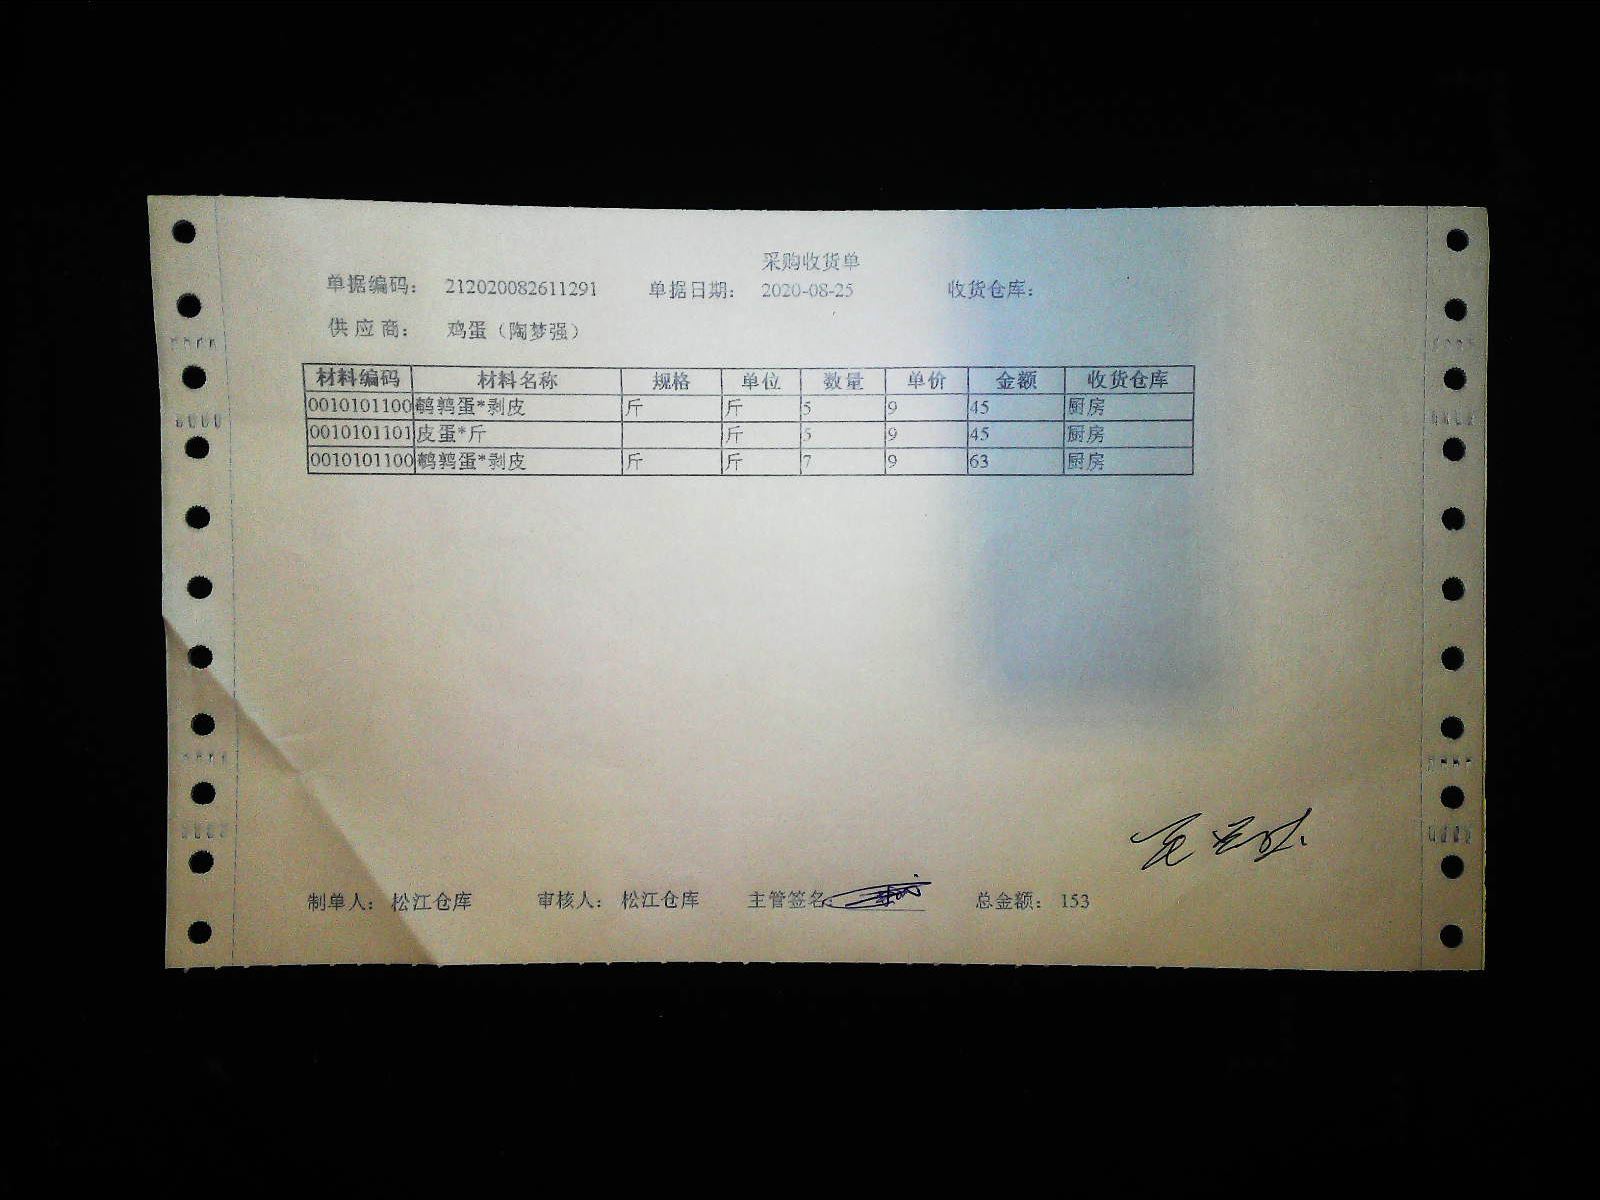 采购收货单
单据编码： 212020082611291 单据日期： 2020-08-25 收货仓库：
供 应 商： 鸡蛋（陶梦强）
材料编码 材料名称 规格 单位 数量 单价 金额 收货仓库
0010101100 鹌鹑蛋*剥皮 斤 斤 5 9 45 厨房
0010101101 皮蛋*斤 斤 5 9 45 厨房
0010101100 鹌鹑蛋*剥皮 斤 斤 7 9 63 厨房
制单人： 松江仓库 审核人： 松江仓库 主管签名: 总金额： 153